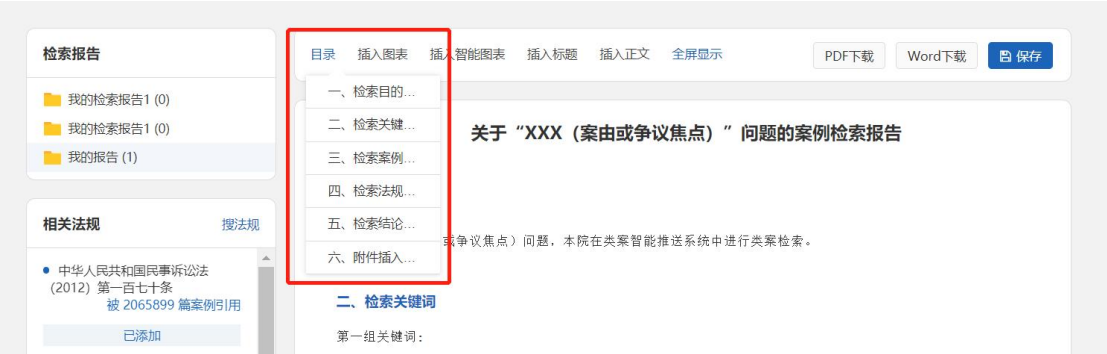 检索报告
我的检索报告1 (0)
我的检索报告1 (0)
我的报告 (1)
相关法规 搜法规
中华人民共和国民事诉讼法
(2012) 第一百七十条
被 2065899 篇案例引用
已添加
目录 插入图表 插入智能图表 插入标题 插入正文 全屏显示 PDF下载 Word下载 保存
一、检索目的...
二、检索关键...
三、检索案例...
四、检索法规...
五、检索结论...
六、附件插入...
关于“XXX（案由或争议焦点）”问题的案例检索报告
或争议焦点）问题，本院在类案智能推送系统中进行类案检索。
二、检索关键词
第一组关键词：